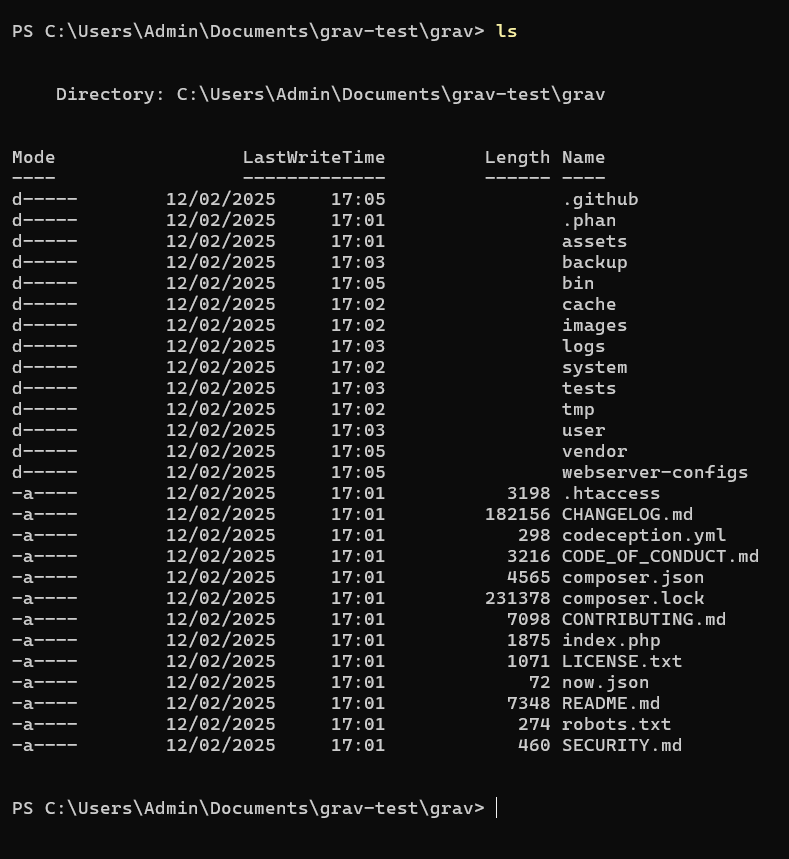 PS C:\Users\Admin\Documents\grav-test\grav> ls
Directory: C:\Users\Admin\Documents\grav-test\grav
Mode LastWriteTime Length Name
---- ------------- ------ ----
d----- 12/02/2025 17:05 .github
d----- 12/02/2025 17:01 .phan
d----- 12/02/2025 17:01 assets
d----- 12/02/2025 17:03 backup
d----- 12/02/2025 17:05 bin
d----- 12/02/2025 17:02 cache
d----- 12/02/2025 17:02 images
d----- 12/02/2025 17:03 logs
d----- 12/02/2025 17:02 system
d----- 12/02/2025 17:03 tests
d----- 12/02/2025 17:02 tmp
d----- 12/02/2025 17:03 user
d----- 12/02/2025 17:05 vendor
d----- 12/02/2025 17:05 webserver-configs
-a---- 12/02/2025 17:01 3198 .htaccess
-a---- 12/02/2025 17:01 182156 CHANGELOG.md
-a---- 12/02/2025 17:01 298 codeception.yml
-a---- 12/02/2025 17:01 3216 CODE_OF_CONDUCT.md
-a---- 12/02/2025 17:01 4565 composer.json
-a---- 12/02/2025 17:01 231378 composer.lock
-a---- 12/02/2025 17:01 7098 CONTRIBUTING.md
-a---- 12/02/2025 17:01 1875 index.php
-a---- 12/02/2025 17:01 1071 LICENSE.txt
-a---- 12/02/2025 17:01 72 now.json
-a---- 12/02/2025 17:01 7348 README.md
-a---- 12/02/2025 17:01 274 robots.txt
-a---- 12/02/2025 17:01 460 SECURITY.md
PS C:\Users\Admin\Documents\grav-test\grav>